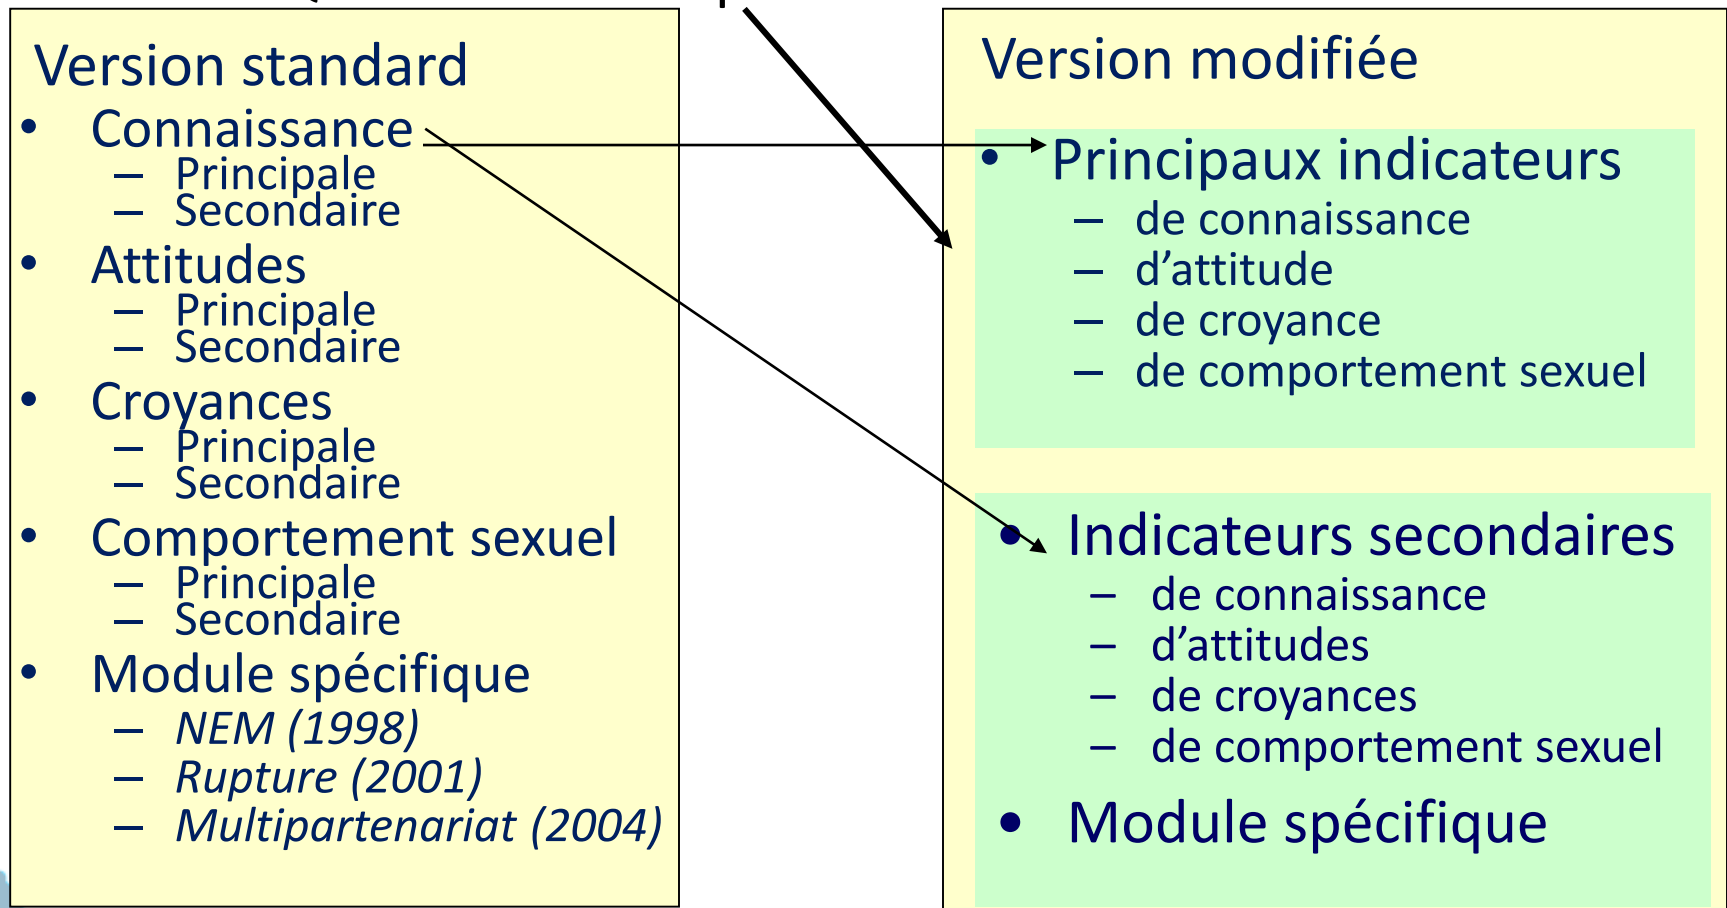 Version standard
• Connaissance
– Principale
– Secondaire
• Attitudes
– Principale
– Secondaire
• Croyances
– Principale
– Secondaire
• Comportement sexuel
– Principale
– Secondaire
• Module spécifique
– NEM (1998)
– Rupture (2001)
– Multipartenariat (2004)
Version modifiée
• Principaux indicateurs
– de connaissance
– d’attitude
– de croyance
– de comportement sexuel
• Indicateurs secondaires
– de connaissance
– d’attitudes
– de croyances
– de comportement sexuel
• Module spécifique